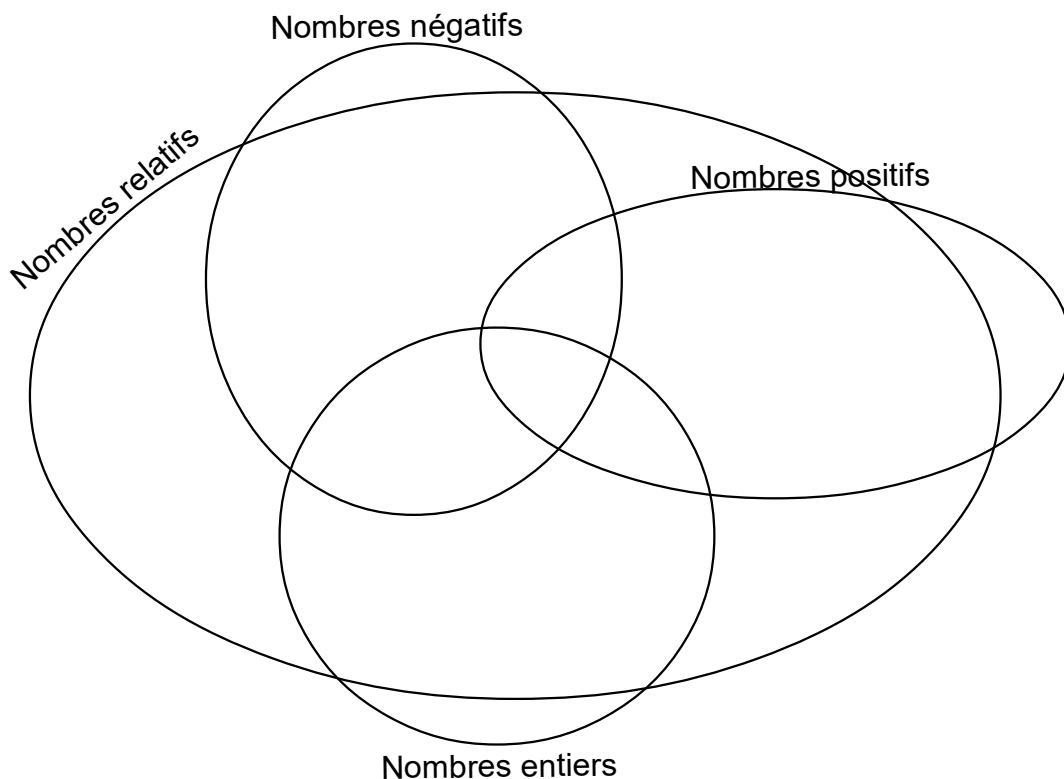 Nombres négatifs
Nombres relatifs
Nombres positifs
Nombres entiers